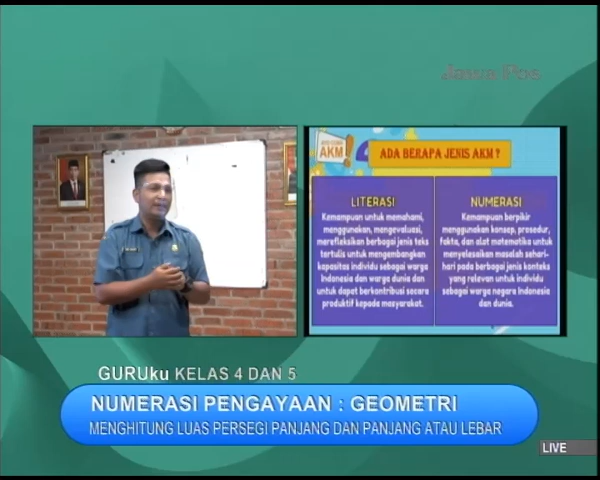 Jawa Pos
AKM!
ADA BERAPA JENIS AKM ?
LITERASI
Kemampuan untuk memahami,
menggunakan, mengevaluasi,
merefleksikan berbagai jenis teks
tertulis untuk mengembangkan
kapasitas individu sebagai warga
Indonesia dan warga dunia dan
untuk dapat berkontribusi secara
produktif kepada masyarakat.
NUMERASI
Kemampuan berpikir
menggunakan konsep, prosedur,
fakta, dan alat matematika untuk
menyelesaikan masalah sehari-
hari pada berbagai jenis konteks
yang relevan untuk individu
sebagai warga negara Indonesia
dan dunia.
GURUku KELAS 4 DAN 5
NUMERASI PENGAYAAN : GEOMETRI
MENGHITUNG LUAS PERSEGI PANJANG DAN PANJANG ATAU LEBAR
LIVE